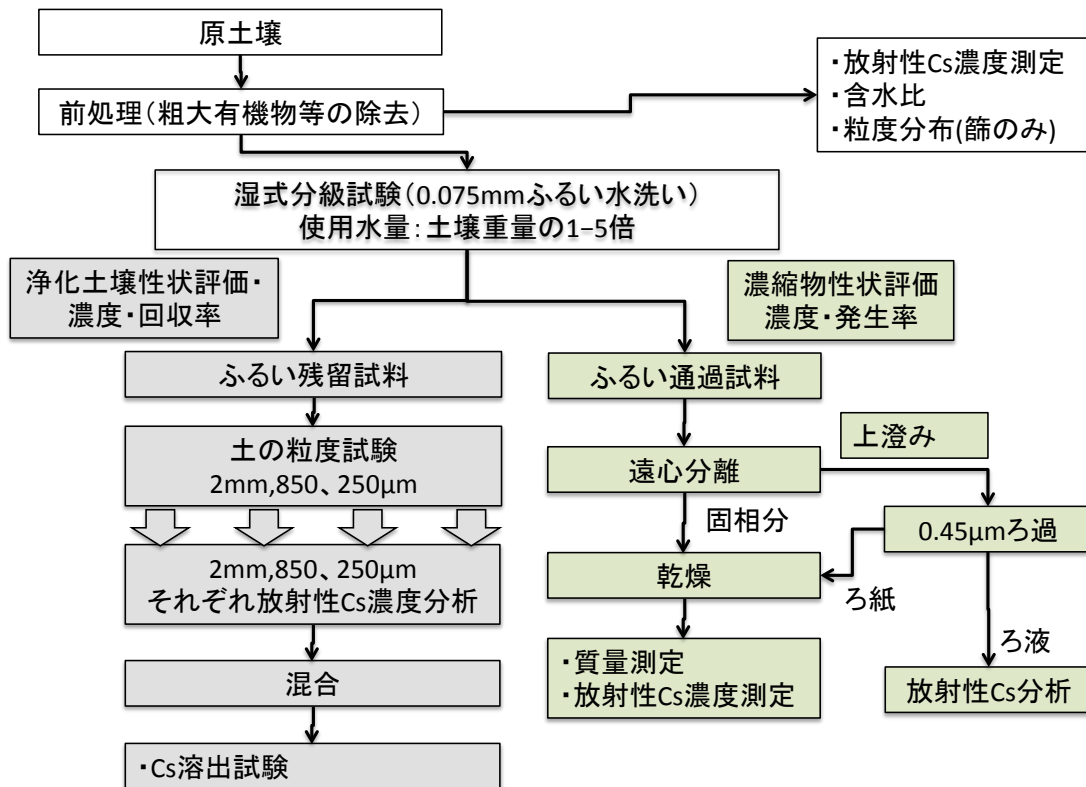 原土壌
前処理（粗大有機物等の除去）
・放射性Cs濃度測定
・含水比
・粒度分布(篩のみ)
湿式分級試験（0.075mmふるい水洗い）
使用水量：土壌重量の1–5倍
浄化土壌性状評価・
濃度・回収率
濃縮物性状評価
濃度・発生率
ふるい残留試料
ふるい通過試料
土の粒度試験
2mm,850、250μm
上澄み
遠心分離
固相分
0.45μmろ過
2mm,850、250μm
それぞれ放射性Cs濃度分析
乾燥
ろ紙
ろ液
混合
・質量測定
・放射性Cs濃度測定
放射性Cs分析
・Cs溶出試験